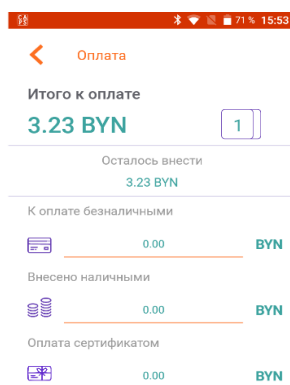 71 % 15:53
Оплата
Итого к оплате
3.23 BYN 1
Осталось внести
3.23 BYN
К оплате безналичными
0.00 BYN
Внесено наличными
0.00 BYN
Оплата сертификатом
0.00 BYN